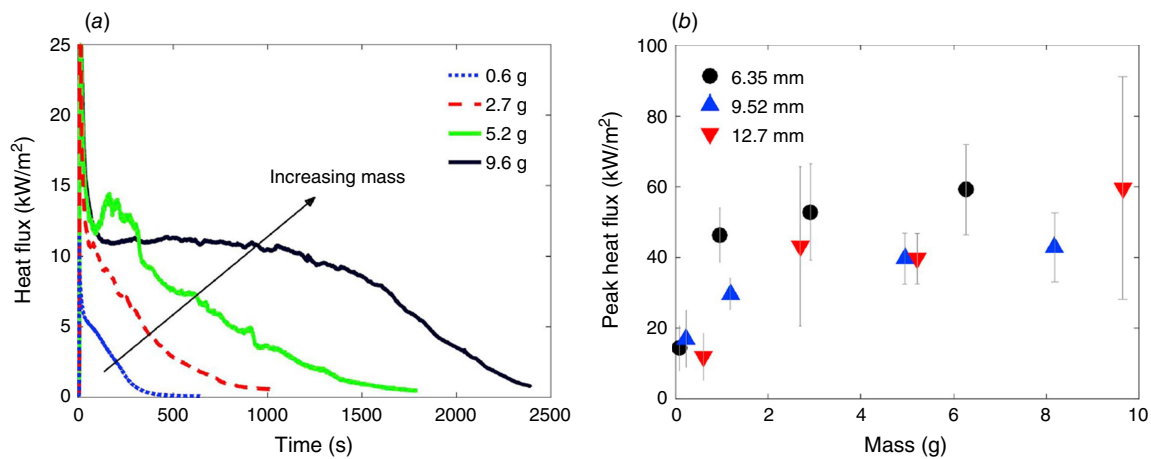 (a)
25
20
15
10
5
0
Heat flux (kW/m²)
0.6 g
2.7 g
5.2 g
9.6 g
Increasing mass
0 500 1000 1500 2000 2500
Time (s)
(b)
100
80
60
40
20
0
Peak heat flux (kW/m²)
6.35 mm
9.52 mm
12.7 mm
0 2 4 6 8 10
Mass (g)